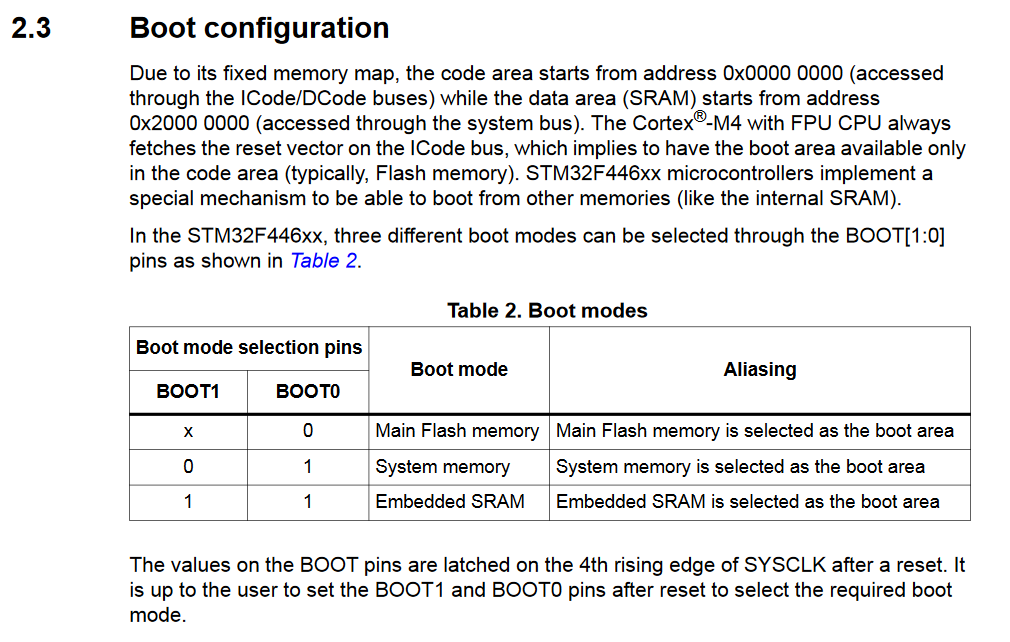 2.3 Boot configuration
Due to its fixed memory map, the code area starts from address 0x0000 0000 (accessed
through the ICode/DCode buses) while the data area (SRAM) starts from address
0x2000 0000 (accessed through the system bus). The Cortex®-M4 with FPU CPU always
fetches the reset vector on the ICode bus, which implies to have the boot area available only
in the code area (typically, Flash memory). STM32F446xx microcontrollers implement a
special mechanism to be able to boot from other memories (like the internal SRAM).
In the STM32F446xx, three different boot modes can be selected through the BOOT[1:0]
pins as shown in Table 2.
Table 2. Boot modes
Boot mode selection pins Boot mode Aliasing
BOOT1 BOOT0
x 0 Main Flash memory Main Flash memory is selected as the boot area
0 1 System memory System memory is selected as the boot area
1 1 Embedded SRAM Embedded SRAM is selected as the boot area
The values on the BOOT pins are latched on the 4th rising edge of SYSCLK after a reset. It
is up to the user to set the BOOT1 and BOOT0 pins after reset to select the required boot
mode.